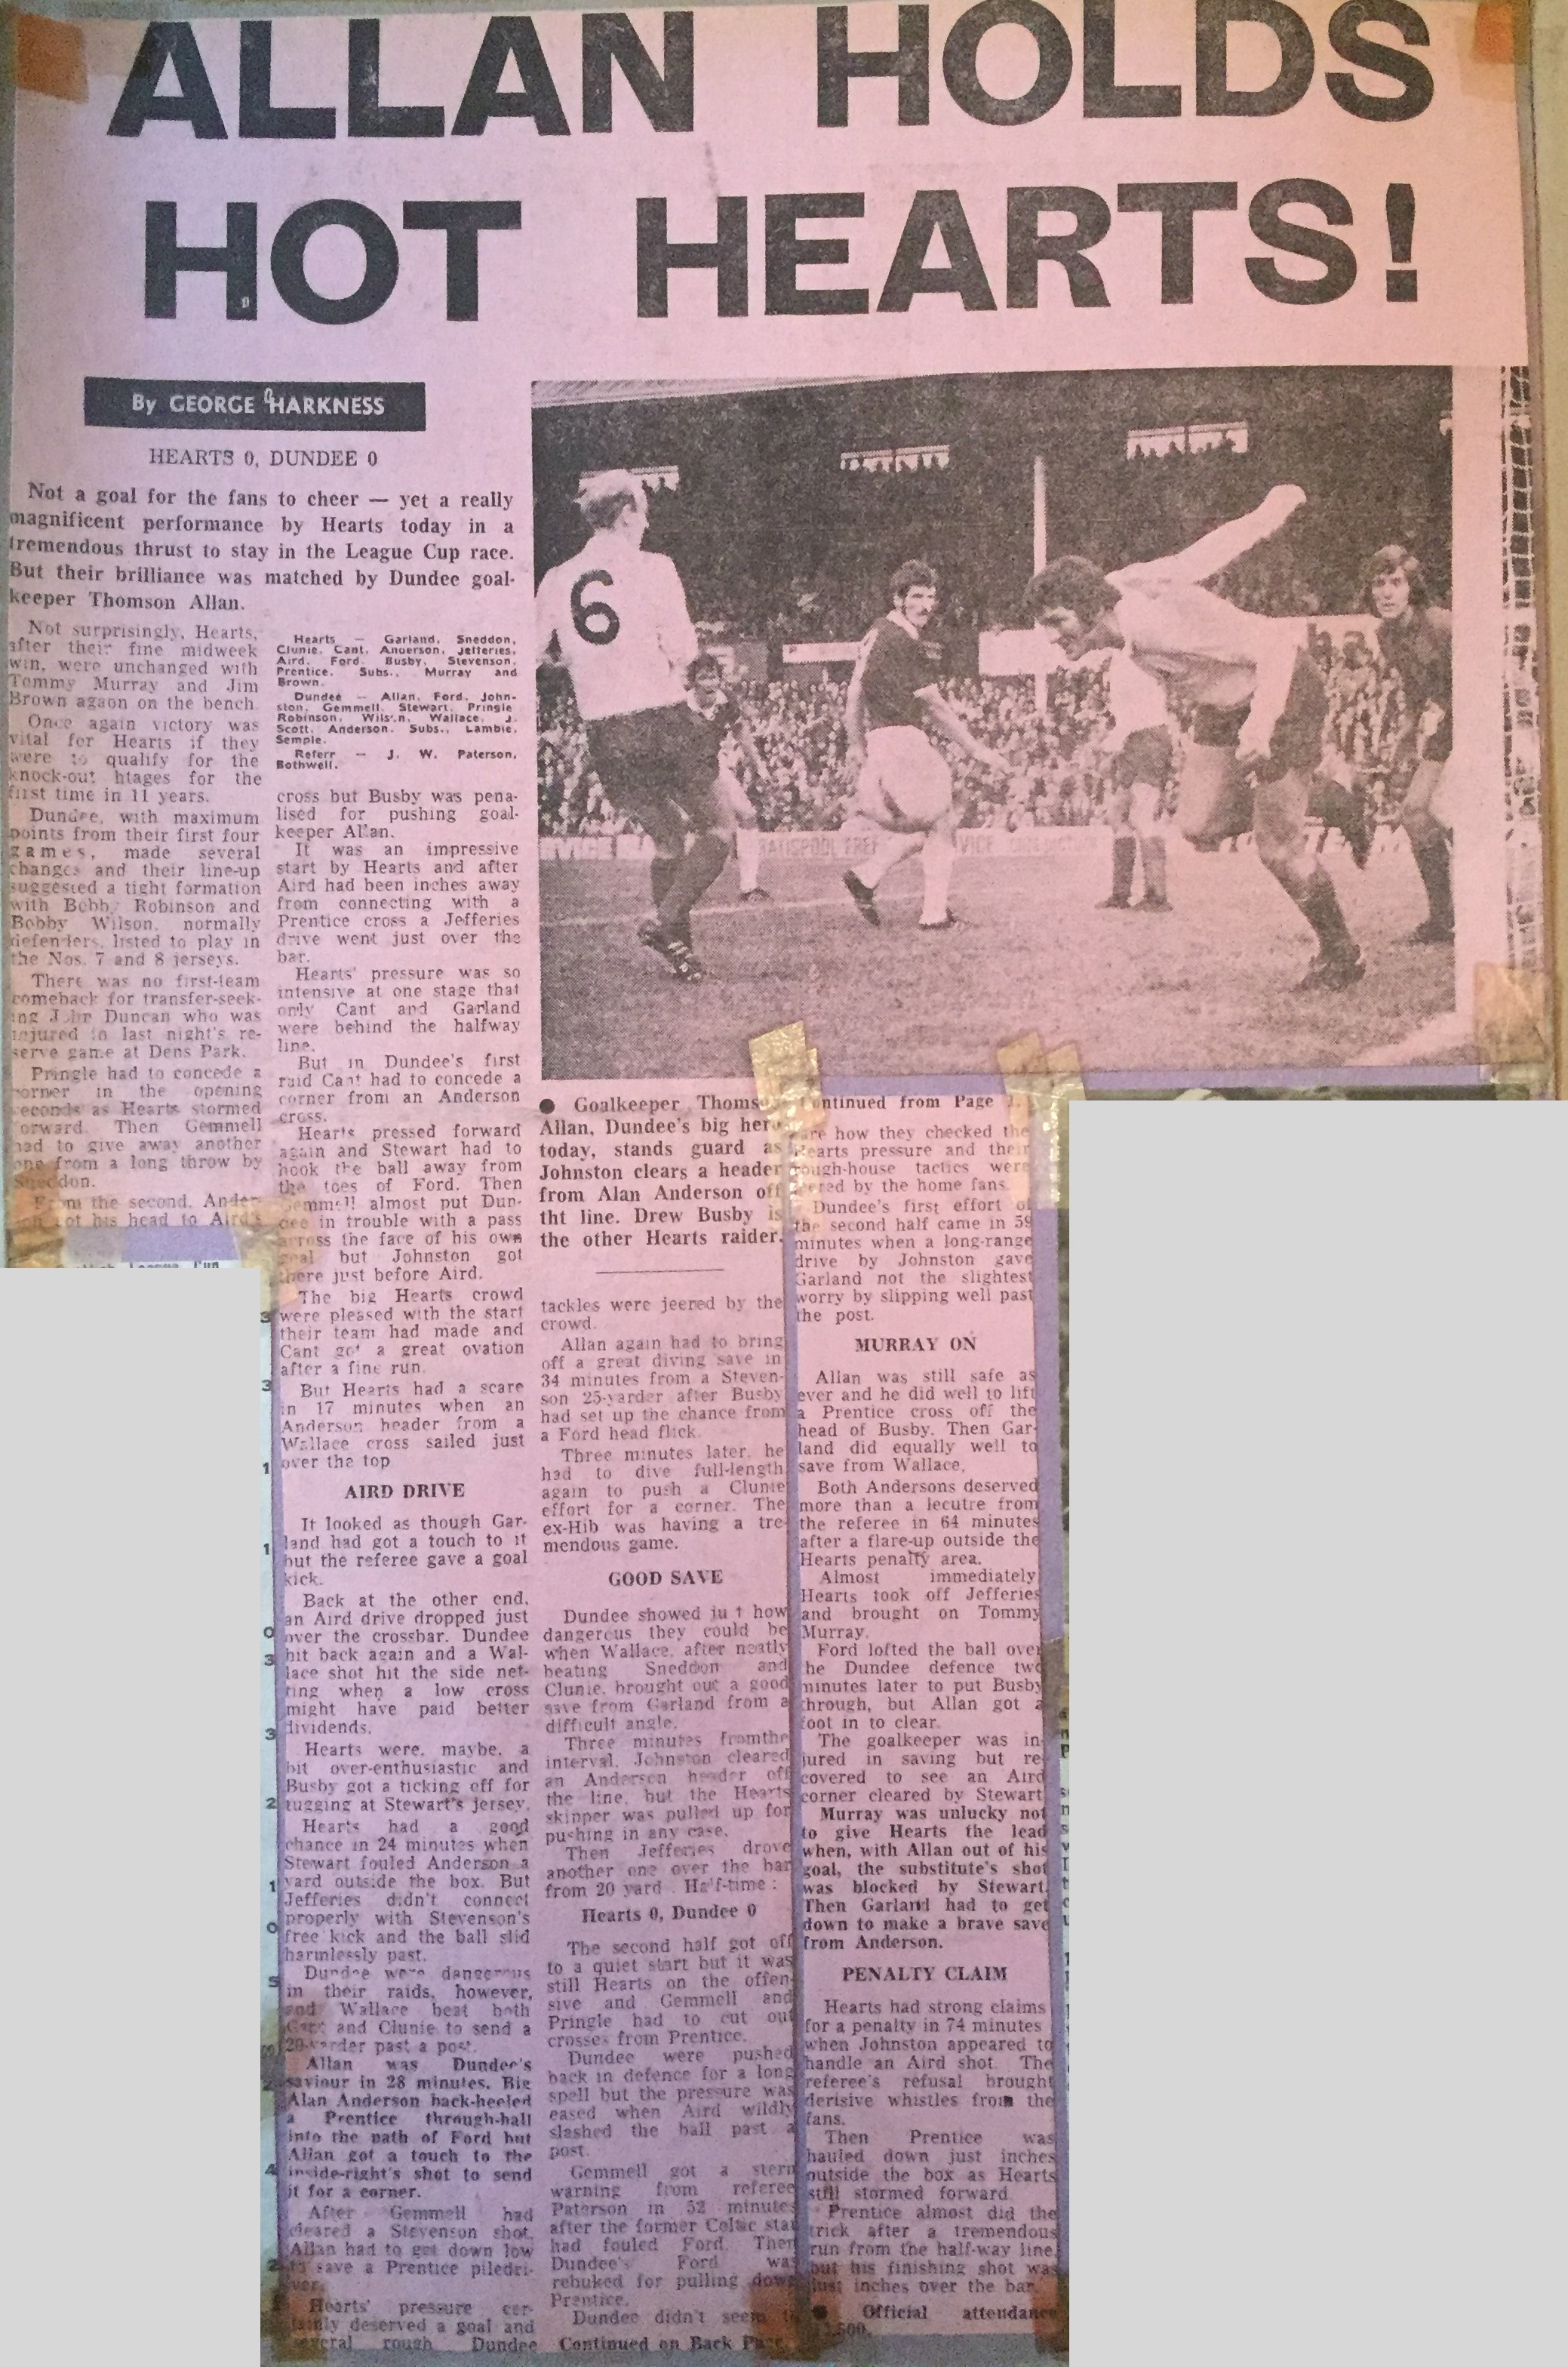 ALLAN HOLDS
HOT HEARTS!
By GEORGE HARKNESS
HEARTS 0, DUNDEE 0
Not a goal for the fans to cheer — yet a really
magnificent performance by Hearts today in a
tremendous thrust to stay in the League Cup race.
But their brilliance was matched by Dundee goal-
keeper Thomson Allan.
Not surprisingly, Hearts,
after their fine midweek
win, were unchanged with
Tommy Murray and Jim
Brown agaon on the bench.
Once again victory was
vital for Hearts if they
were to qualify for the
knock-out htages for the
first time in 11 years.
Dundee, with maximum
points from their first four
games, made several
changes and their line-up
suggested a tight formation
with Bobby Robinson and
Bobby Wilson, normally
defenders, listed to play in
the Nos. 7 and 8 jerseys.
There was no first-team
comeback for transfer-seek-
ing John Duncan who was
injured in last night's re-
serve game at Dens Park.
Pringle had to concede a
corner in the opening
seconds as Hearts stormed
forward. Then Gemmell
had to give away another
one from a long throw by
Sneddon.
From the second, Ander-
son got his head to Aird's
Hearts — Garland, Sneddon,
Clunie, Cant, Anderson, Jefferies,
Aird, Ford, Busby, Stevenson,
Prentice. Subs., Murray and
Brown.
Dundee — Allan, Ford, John-
ston, Gemmell, Stewart, Pringle
Robinson, Wilson, Wallace, J.
Scott, Anderson. Subs., Lambie,
Semple.
Referr — J. W. Paterson,
Bothwell.
cross but Busby was pena-
lised for pushing goal-
keeper Allan.
It was an impressive
start by Hearts and after
Aird had been inches away
from connecting with a
Prentice cross a Jefferies
drive went just over the
bar.
Hearts' pressure was so
intensive at one stage that
only Cant and Garland
were behind the halfway
line.
But in Dundee's first
raid Cant had to concede a
corner from an Anderson
cross.
Hearts pressed forward
again and Stewart had to
hook the ball away from
the toes of Ford. Then
Gemmell almost put Dun-
dee in trouble with a pass
across the face of his own
goal but Johnston got
there just before Aird.
The big Hearts crowd
were pleased with the start
their team had made and
Cant got a great ovation
after a fine run.
But Hearts had a scare
in 17 minutes when an
Anderson header from a
Wallace cross sailed just
over the top
AIRD DRIVE
It looked as though Gar-
land had got a touch to it
but the referee gave a goal
kick.
Back at the other end,
an Aird drive dropped just
over the crossbar. Dundee
hit back again and a Wal-
lace shot hit the side net-
ting when a low cross
might have paid better
dividends.
Hearts were, maybe, a
bit over-enthusiastic and
Busby got a ticking off for
tugging at Stewart's jersey.
Hearts had a good
chance in 24 minutes when
Stewart fouled Anderson a
yard outside the box. But
Jefferies didn't connect
properly with Stevenson's
free kick and the ball slid
harmlessly past.
Dundee were dangerous
in their raids, however,
and Wallace beat both
Cant and Clunie to send a
20-yarder past a post.
Allan was Dundee's
saviour in 28 minutes. Big
Alan Anderson back-heeled
a Prentice through-ball
into the path of Ford but
Allan got a touch to the
inside-right's shot to send
it for a corner.
After Gemmell had
cleared a Stevenson shot,
Allan had to get down low
to save a Prentice piledri-
ver.
Hearts' pressure cer-
tainly deserved a goal and
several rough Dundee
6
● Goalkeeper Thomson
Allan, Dundee's big hero
today, stands guard as
Johnston clears a header
from Alan Anderson off
tht line. Drew Busby is
the other Hearts raider.
tackles were jeered by the
crowd.
Allan again had to bring
off a great diving save in
34 minutes from a Steven-
son 25-yarder after Busby
had set up the chance from
a Ford head flick.
Three minutes later, he
had to dive full-length
again to push a Clunie
effort for a corner. The
ex-Hib was having a tre-
mendous game.
GOOD SAVE
Dundee showed ju t how
dangerous they could be
when Wallace, after neatly
beating Sneddon and
Clunie, brought out a good
save from Garland from a
difficult angle.
Three minutes fromthe
interval, Johnston cleared
an Anderson header off
the line, but the Hearts
skipper was pulled up for
pushing in any case.
Then Jefferies drove
another one over the bar
from 20 yard . Half-time :
Hearts 0, Dundee 0
The second half got off
to a quiet start but it was
still Hearts on the offen-
sive and Gemmell and
Pringle had to cut out
crosses from Prentice.
Dundee were pushed
back in defence for a long
spell but the pressure was
eased when Aird wildly
slashed the ball past a
post.
Gemmell got a stern
warning from referee
Paterson in 52 minutes
after the former Celtic star
had fouled Ford. Then
Dundee's Ford was
rebuked for pulling down
Prentice.
Dundee didn't seem to
Continued on Back Page.
Continued from Page 1.
care how they checked the
Hearts pressure and their
rough-house tactics were
jeered by the home fans.
Dundee's first effort of
the second half came in 59
minutes when a long-range
drive by Johnston gave
Garland not the slightest
worry by slipping well past
the post.
MURRAY ON
Allan was still safe as
ever and he did well to lift
a Prentice cross off the
head of Busby. Then Gar-
land did equally well to
save from Wallace.
Both Andersons deserved
more than a lecutre from
the referee in 64 minutes
after a flare-up outside the
Hearts penalty area.
Almost immediately
Hearts took off Jefferies
and brought on Tommy
Murray.
Ford lofted the ball over
he Dundee defence two
minutes later to put Busby
through, but Allan got a
foot in to clear.
The goalkeeper was in-
jured in saving but re-
covered to see an Aird
corner cleared by Stewart
Murray was unlucky not
to give Hearts the lead
when, with Allan out of his
goal, the substitute's shot
was blocked by Stewart.
Then Garland had to get
down to make a brave save
from Anderson.
PENALTY CLAIM
Hearts had strong claims
for a penalty in 74 minutes
when Johnston appeared to
handle an Aird shot. The
referee's refusal brought
derisive whistles from the
fans.
Then Prentice was
hauled down just inches
outside the box as Hearts
still stormed forward.
Prentice almost did the
trick after a tremendous
run from the half-way line,
but his finishing shot was
just inches over the bar.
● Official attendance